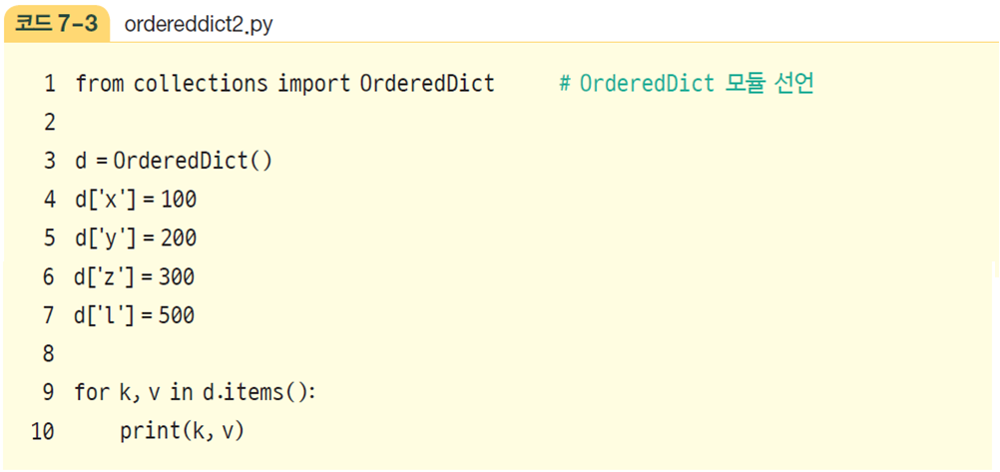 코드 7-3 ordereddict2.py
1 from collections import OrderedDict # OrderedDict 모듈 선언
2
3 d = OrderedDict()
4 d['x'] = 100
5 d['y'] = 200
6 d['z'] = 300
7 d['l'] = 500
8
9 for k, v in d.items():
10 print(k, v)